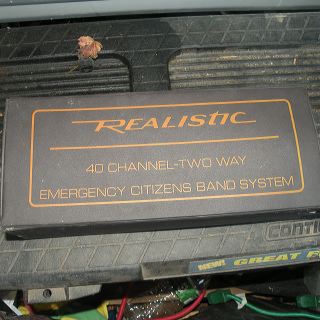 REALISTIC
40 CHANNEL-TWO WAY
EMERGENCY CITIZENS BAND SYSTEM
NEW! GREAT